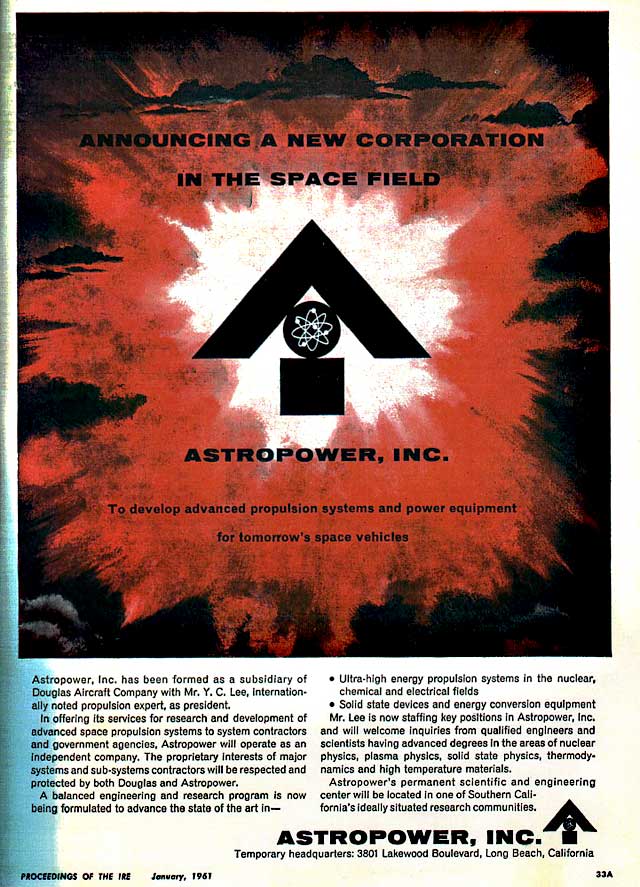 ANNOUNCING A NEW CORPORATION
IN THE SPACE FIELD
ASTROPOWER, INC.
To develop advanced propulsion systems and power equipment
for tomorrow's space vehicles
Astropower, Inc. has been formed as a subsidiary of
Douglas Aircraft Company with Mr. Y. C. Lee, internation-
ally noted propulsion expert, as president.
In offering its services for research and development of
advanced space propulsion systems to system contractors
and government agencies, Astropower will operate as an
independent company. The proprietary interests of major
systems and sub-systems contractors will be respected and
protected by both Douglas and Astropower.
A balanced engineering and research program is now
being formulated to advance the state of the art in—
• Ultra-high energy propulsion systems in the nuclear,
chemical and electrical fields
• Solid state devices and energy conversion equipment
Mr. Lee is now staffing key positions in Astropower, Inc.
and will welcome inquiries from qualified engineers and
scientists having advanced degrees in the areas of nuclear
physics, plasma physics, solid state physics, thermody-
namics and high temperature materials.
Astropower's permanent scientific and engineering
center will be located in one of Southern Cali-
fornia's ideally situated research communities.
ASTROPOWER, INC.
Temporary headquarters: 3801 Lakewood Boulevard, Long Beach, California
PROCEEDINGS OF THE IRE January, 1961
33A